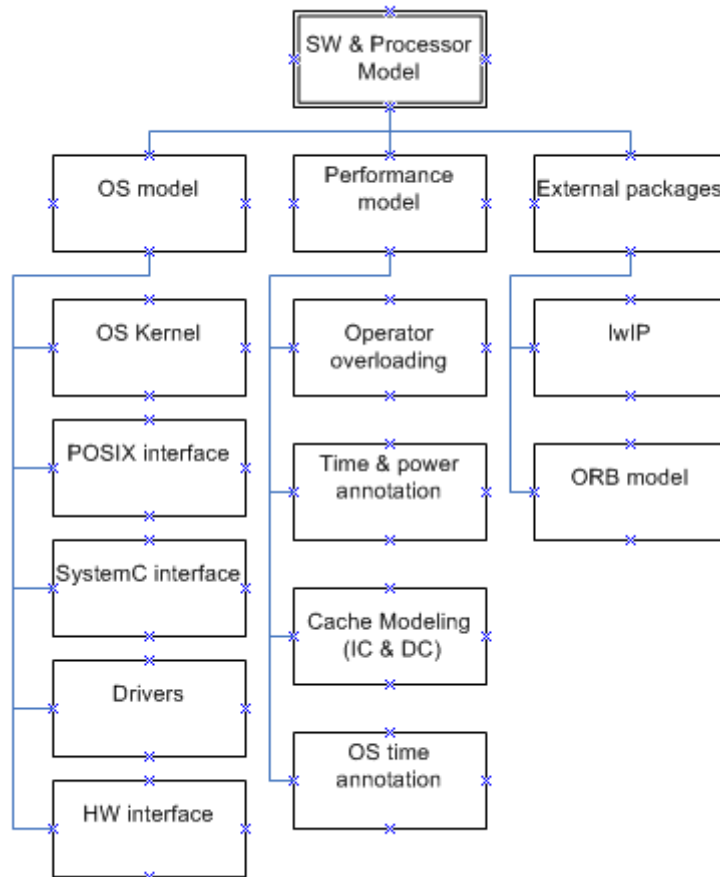 SW & Processor
Model
OS model
Performance
model
External packages
OS Kernel
Operator
overloading
lwIP
POSIX interface
Time & power
annotation
ORB model
SystemC interface
Cache Modeling
(IC & DC)
Drivers
OS time
annotation
HW interface